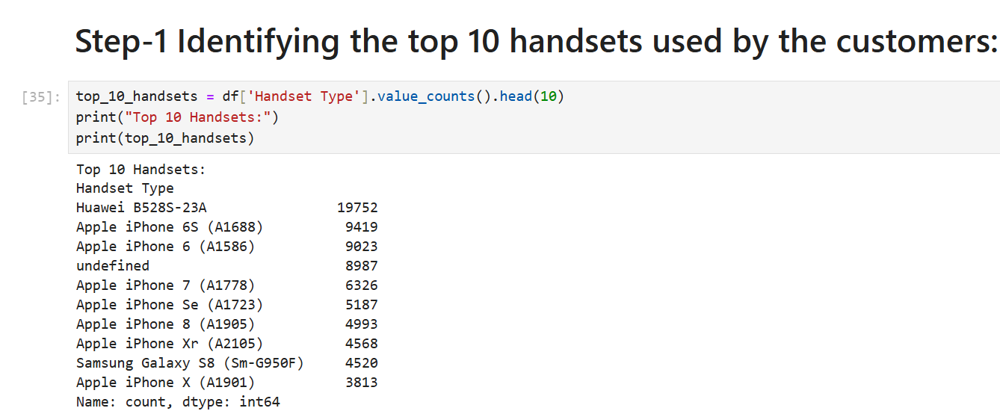 Step-1 Identifying the top 10 handsets used by the customers:
[35]: top_10_handsets = df['Handset Type'].value_counts().head(10)
print("Top 10 Handsets:")
print(top_10_handsets)
Top 10 Handsets:
Handset Type
Huawei B528S-23A 19752
Apple iPhone 6S (A1688) 9419
Apple iPhone 6 (A1586) 9023
undefined 8987
Apple iPhone 7 (A1778) 6326
Apple iPhone Se (A1723) 5187
Apple iPhone 8 (A1905) 4993
Apple iPhone Xr (A2105) 4568
Samsung Galaxy S8 (Sm-G950F) 4520
Apple iPhone X (A1901) 3813
Name: count, dtype: int64